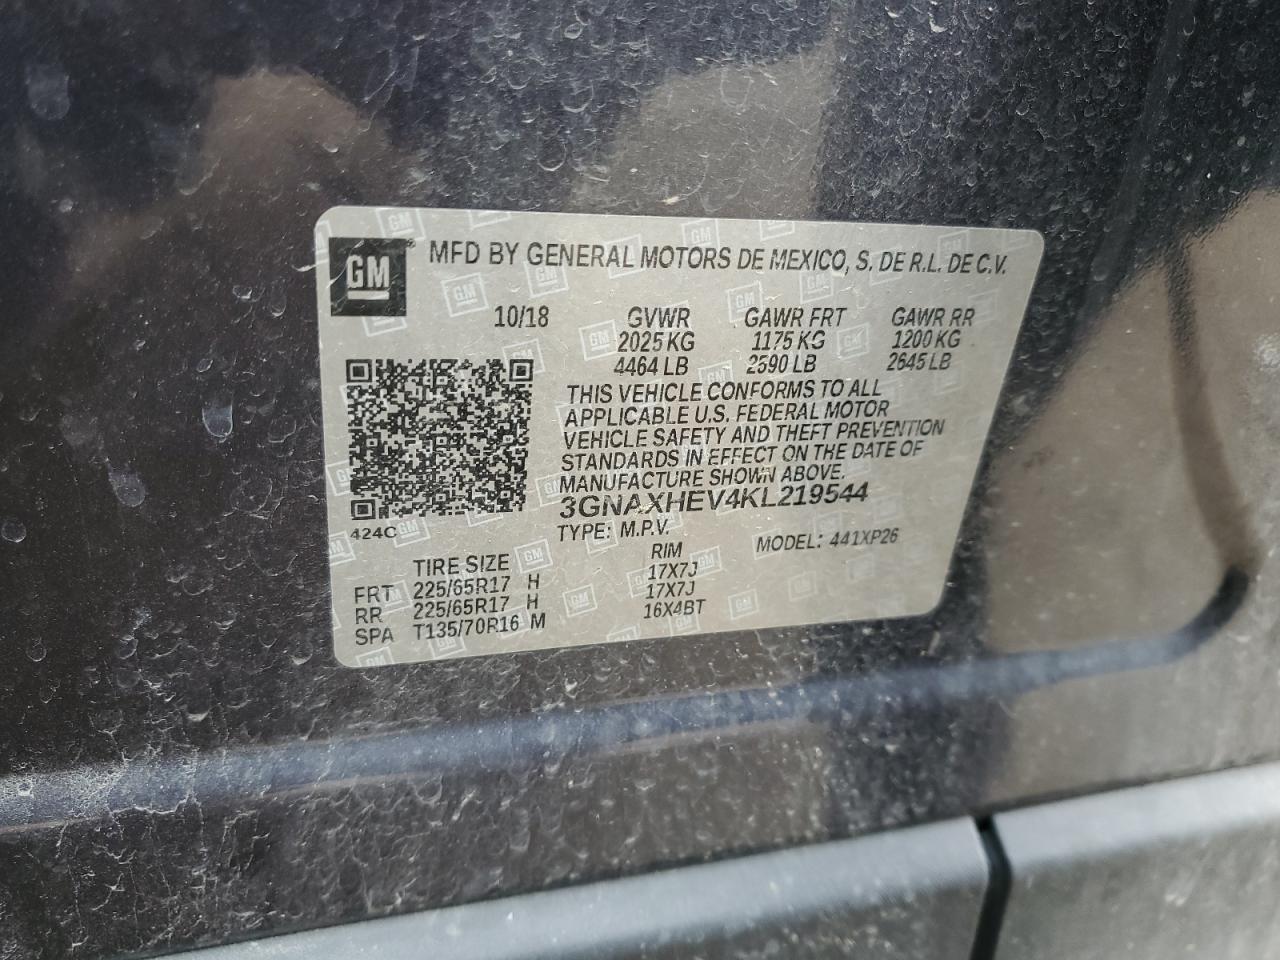 GM
MFD BY GENERAL MOTORS DE MEXICO, S. DE R.L. DE C.V.
10/18 GVWR GAWR FRT GAWR RR
2025 KG 1175 KG 1200 KG
4464 LB 2590 LB 2645 LB
THIS VEHICLE CONFORMS TO ALL
APPLICABLE U.S. FEDERAL MOTOR
VEHICLE SAFETY AND THEFT PREVENTION
STANDARDS IN EFFECT ON THE DATE OF
MANUFACTURE SHOWN ABOVE.
3GNAXHEV4KL219544
424C
TYPE: M.P.V. MODEL: 441XP26
TIRE SIZE RIM
FRT 225/65R17 H 17X7J
RR 225/65R17 H 17X7J
SPA T135/70R16 M 16X4BT